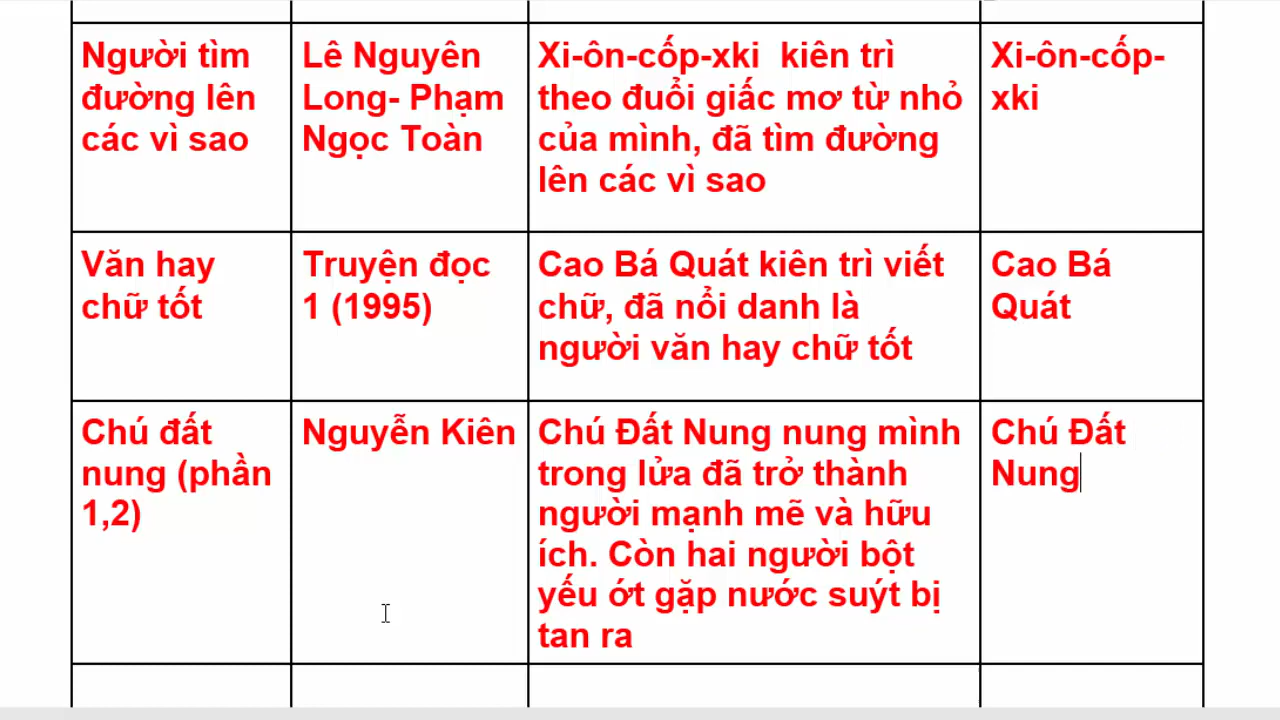 Người tìm
đường lên
các vì sao
Lê Nguyên
Long- Phạm
Ngọc Toàn
Xi-ôn-cốp-xki  kiên trì
theo đuổi giấc mơ từ nhỏ
của mình, đã tìm đường
lên các vì sao
Xi-ôn-cốp-
xki
Văn hay
chữ tốt
Truyện đọc
1 (1995)
Cao Bá Quát kiên trì viết
chữ, đã nổi danh là
người văn hay chữ tốt
Cao Bá
Quát
Chú đất
nung (phần
1,2)
Nguyễn Kiên
Chú Đất Nung nung mình
trong lửa đã trở thành
người mạnh mẽ và hữu
ích. Còn hai người bột
yếu ớt gặp nước suýt bị
tan ra
Chú Đất
Nung